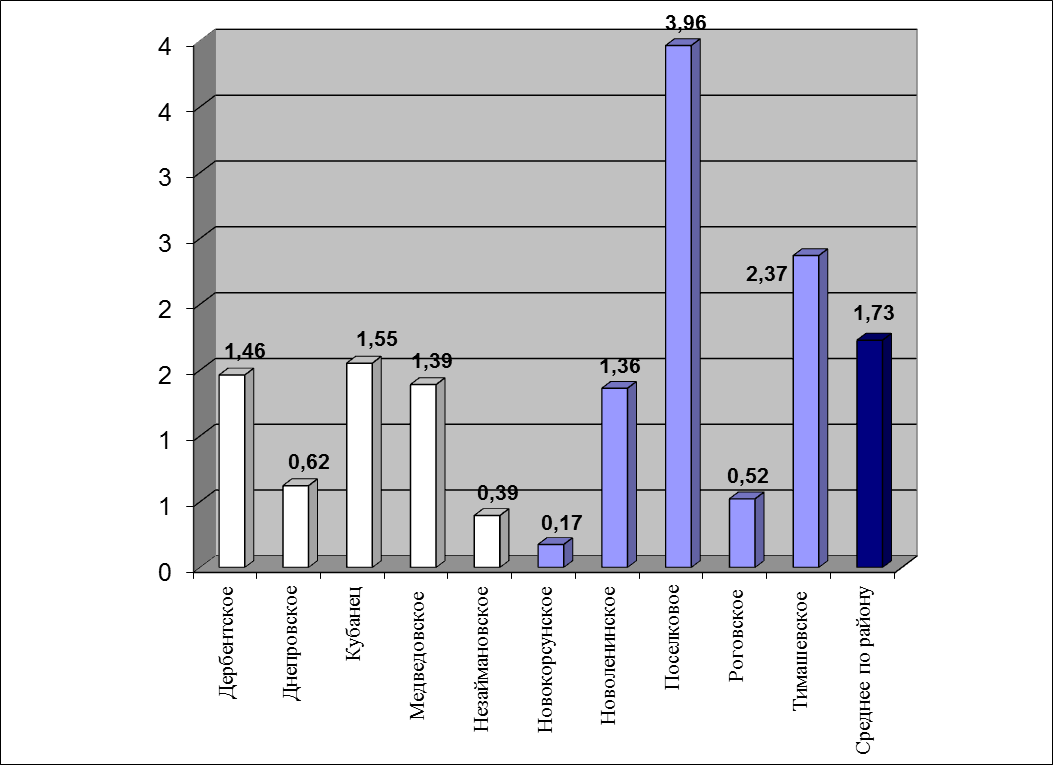 3,96
4
4
3
3
2
2
1
1
0
1,46
0,62
1,55
1,39
0,39
0,17
1,36
0,52
2,37
1,73
Дербентское
Днепровское
Кубанец
Медведовское
Незаймановское
Новокорсунское
Новоленинское
Поселковое
Роговское
Тимашевское
Среднее по району